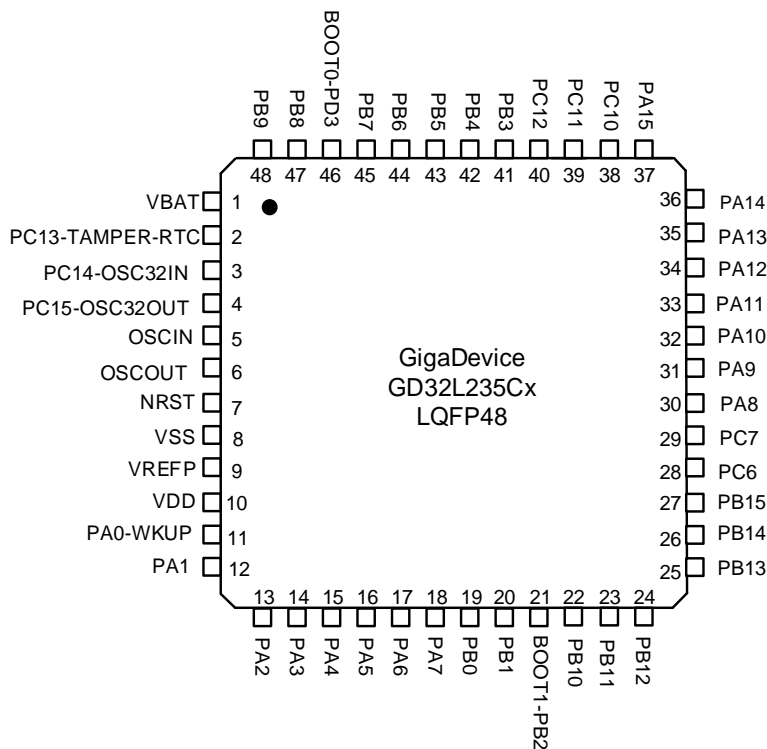 PB9
PB8
BOOT0-PD3
PB7
PB6
PB5
PB4
PB3
PC12
PC11
PC10
PA15
48
47
46
45
44
43
42
41
40
39
38
37
VBAT 1
PC13-TAMPER-RTC 2
PC14-OSC32IN 3
PC15-OSC32OUT 4
OSCIN 5
OSCOUT 6
NRST 7
VSS 8
VREFP 9
VDD 10
PA0-WKUP 11
PA1 12
GigaDevice
GD32L235Cx
LQFP48
36 PA14
35 PA13
34 PA12
33 PA11
32 PA10
31 PA9
30 PA8
29 PC7
28 PC6
27 PB15
26 PB14
25 PB13
13
14
15
16
17
18
19
20
21
22
23
24
PA2
PA3
PA4
PA5
PA6
PA7
PB0
PB1
BOOT1-PB2
PB10
PB11
PB12